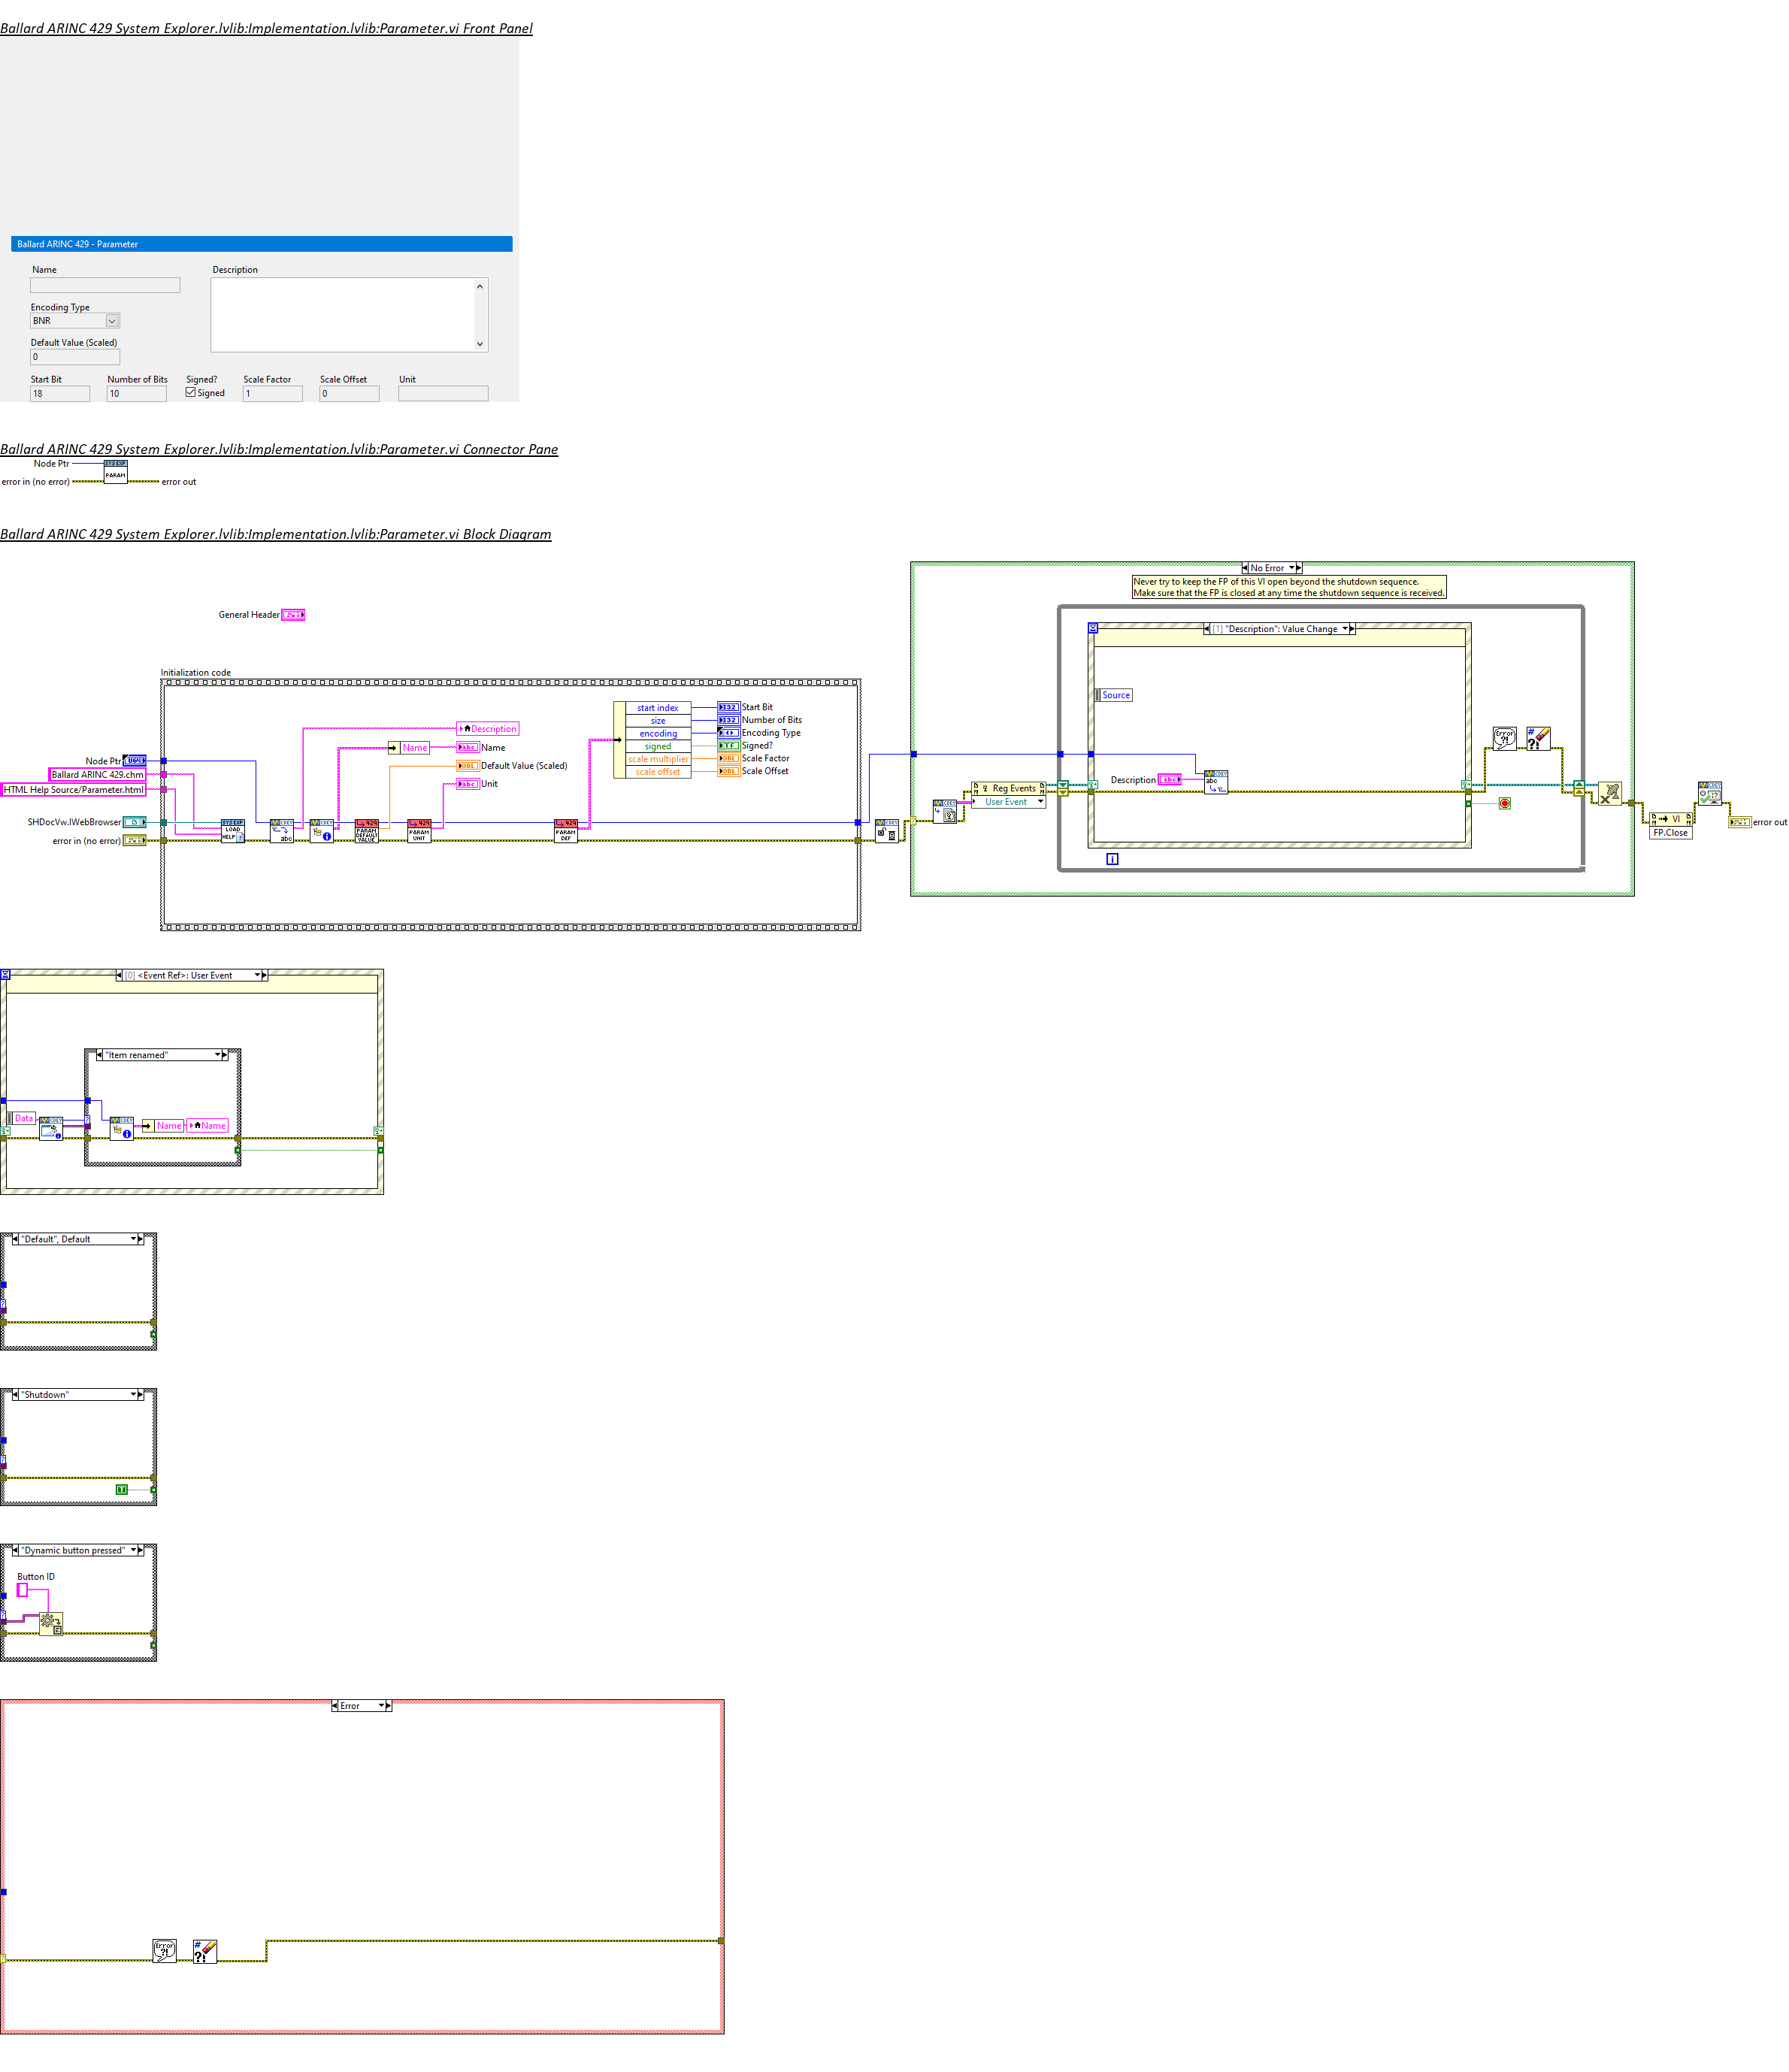 Ballard ARINC 429 System Explorer.lvlib:Implementation.lvlib:Parameter.vi Front Panel
Ballard ARINC 429 - Parameter
Name
Description
Encoding Type
BNR
Default Value (Scaled)
0
Start Bit
Number of Bits
Signed?
Scale Factor
Scale Offset
Unit
18
10
Signed
1
0
Ballard ARINC 429 System Explorer.lvlib:Implementation.lvlib:Parameter.vi Connector Pane
Node Ptr
SYS EXP
PARAM
error in (no error)
error out
Ballard ARINC 429 System Explorer.lvlib:Implementation.lvlib:Parameter.vi Block Diagram
No Error
Never try to keep the FP of this VI open beyond the shutdown sequence.
Make sure that the FP is closed at any time the shutdown sequence is received.
General Header
[1] "Description": Value Change
Initialization code
Source
start index
Start Bit
size
Number of Bits
encoding
Encoding Type
signed
Signed?
scale multiplier
Scale Factor
scale offset
Scale Offset
Description
Name
Name
Default Value (Scaled)
Unit
Node Ptr
Ballard ARINC 429.chm
HTML Help Source/Parameter.html
SHDocVw.IWebBrowser
error in (no error)
SYS EXP
LOAD
HELP
abc
429
PARAM
DEFAULT
VALUE
429
PARAM
UNIT
429
PARAM
DEF
Reg Events
User Event
Description
abc
abc
Error
?!
#
?!
i
VI
FP.Close
error out
[0] <Event Ref>: User Event
"Item renamed"
Data
Name
Name
"Default", Default
"Shutdown"
T
"Dynamic button pressed"
Button ID
Error
Error
?!
#
?!